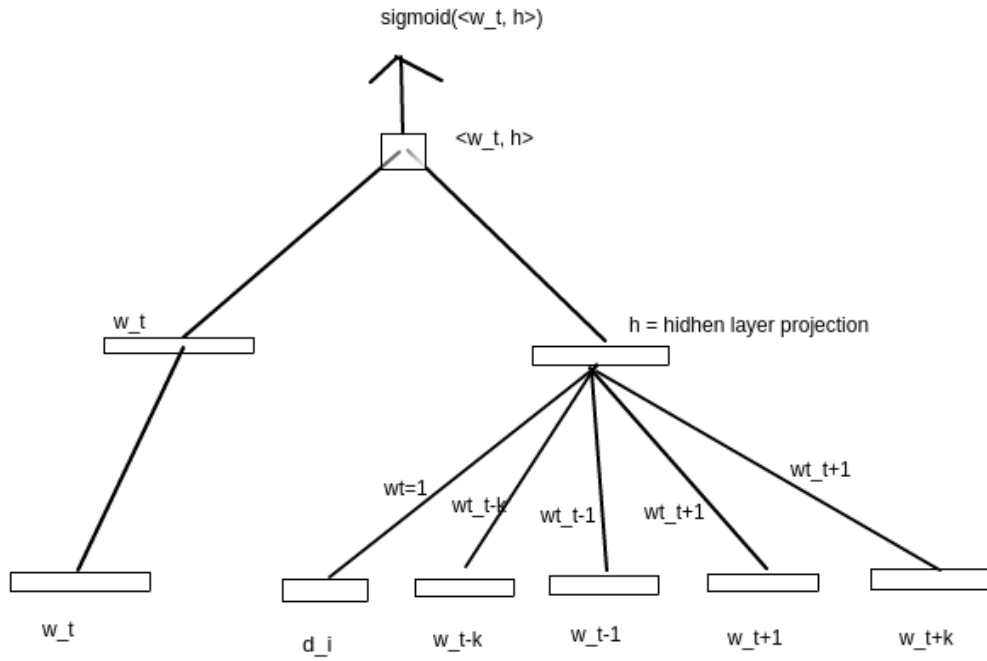 sigmoid(<w_t, h>)
<w_t, h>
w_t
h = hidhen layer projection
wt=1
wt_t-k
wt_t-1
wt_t+1
wt_t+1
w_t
d_i
w_t-k
w_t-1
w_t+1
w_t+k